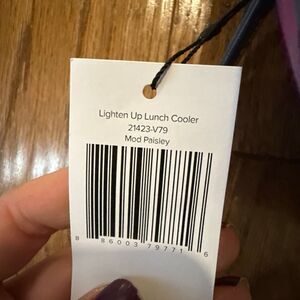 Lighten Up Lunch Cooler
21423-V79
Mod Paisley
8 86003 79771 6